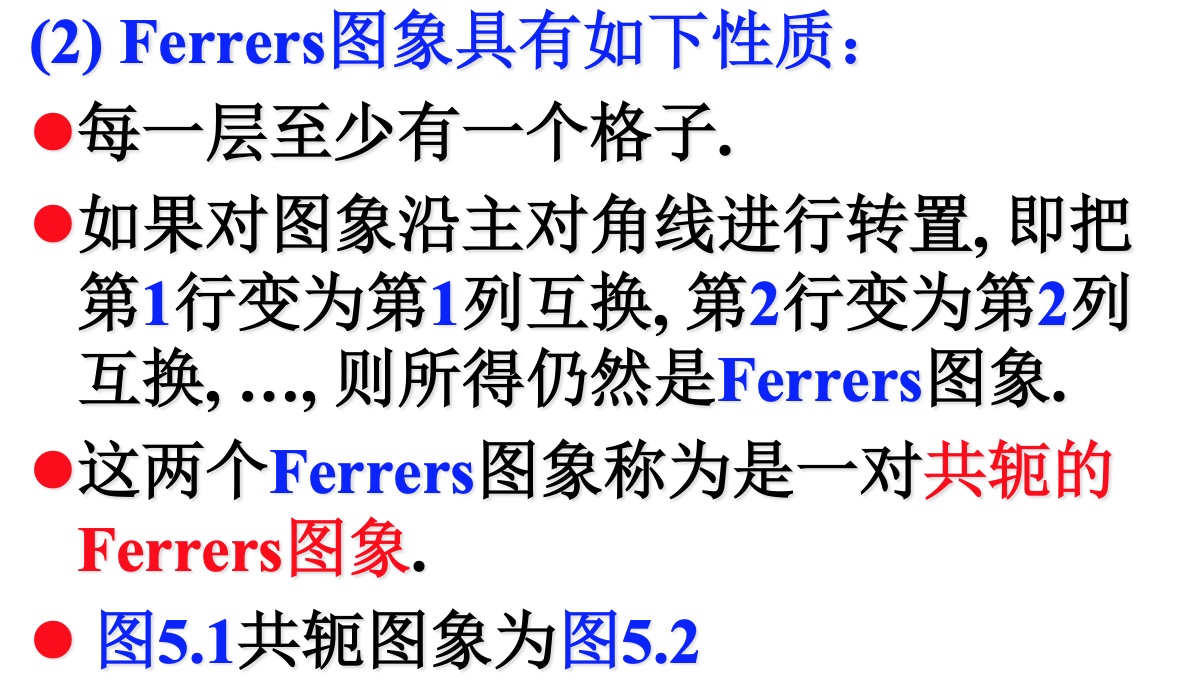 (2) Ferrers图象具有如下性质：
●每一层至少有一个格子.
●如果对图象沿主对角线进行转置, 即把
第1行变为第1列互换, 第2行变为第2列
互换, …, 则所得仍然是Ferrers图象.
●这两个Ferrers图象称为是一对共轭的
Ferrers图象.
● 图5.1共轭图象为图5.2